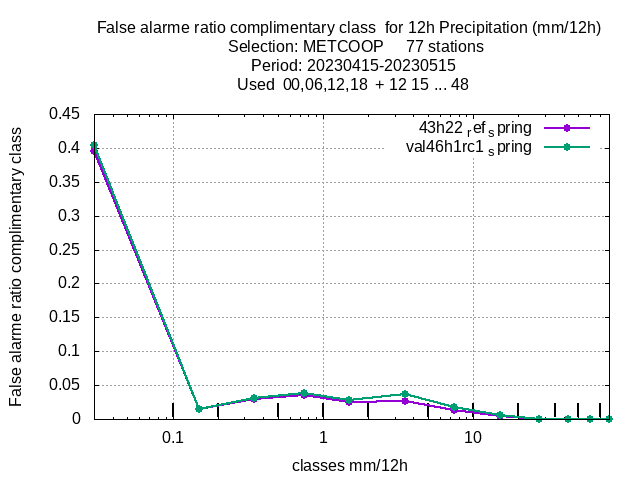 False alarme ratio complimentary class  for 12h Precipitation (mm/12h)
Selection: METCOOP     77 stations
Period: 20230415-20230515
Used  00,06,12,18  + 12 15 ... 48
0.45
0.4
0.35
0.3
0.25
0.2
0.15
0.1
0.05
0
False alarme ratio complimentary class
43h22 ref spring
val46h1rc1 spring
0.1 1 10
classes mm/12h